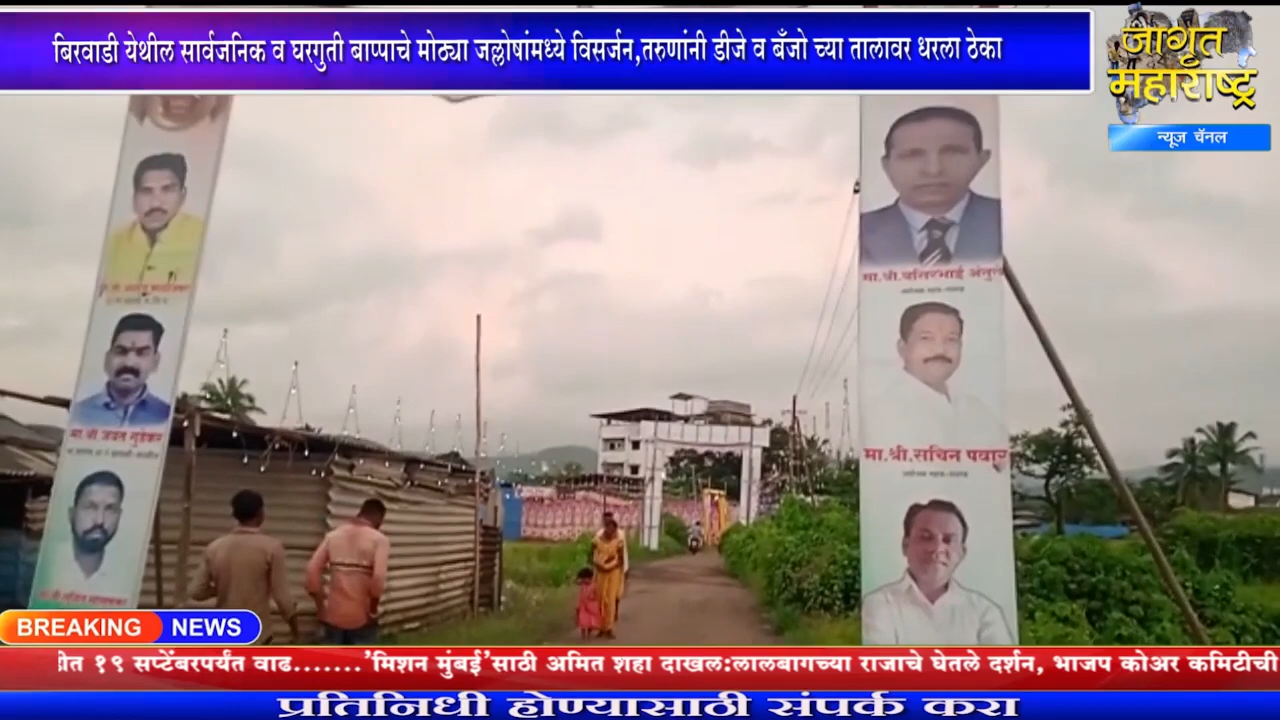 बिरवाडी येथील सार्वजनिक व घरगुती बाप्पाचे मोठ्या जल्लोषांमध्ये विसर्जन,तरुणांनी डीजे व बँजो च्या तालावर धरला ठेका
जागृत
महाराष्ट्र
न्यूज चॅनल
मा.श्री.
मा.श्री.सचिन पवार
मा.श्री.जयंत
BREAKING NEWS
१९ सप्टेंबरपर्यंत वाढ.......'मिशन मुंबई'साठी अमित शहा दाखल:लालबागच्या राजाचे घेतले दर्शन, भाजप कोअर कमिटीची
प्रतिनिधी होण्यासाठी संपर्क करा